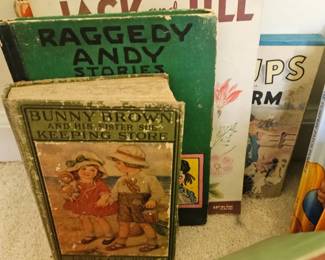 JACK and JILL
RAGGEDY
ANDY
STORIES
UPS
RM
BUNNY BROWN
AND HIS SISTER SUE
KEEPING STORE